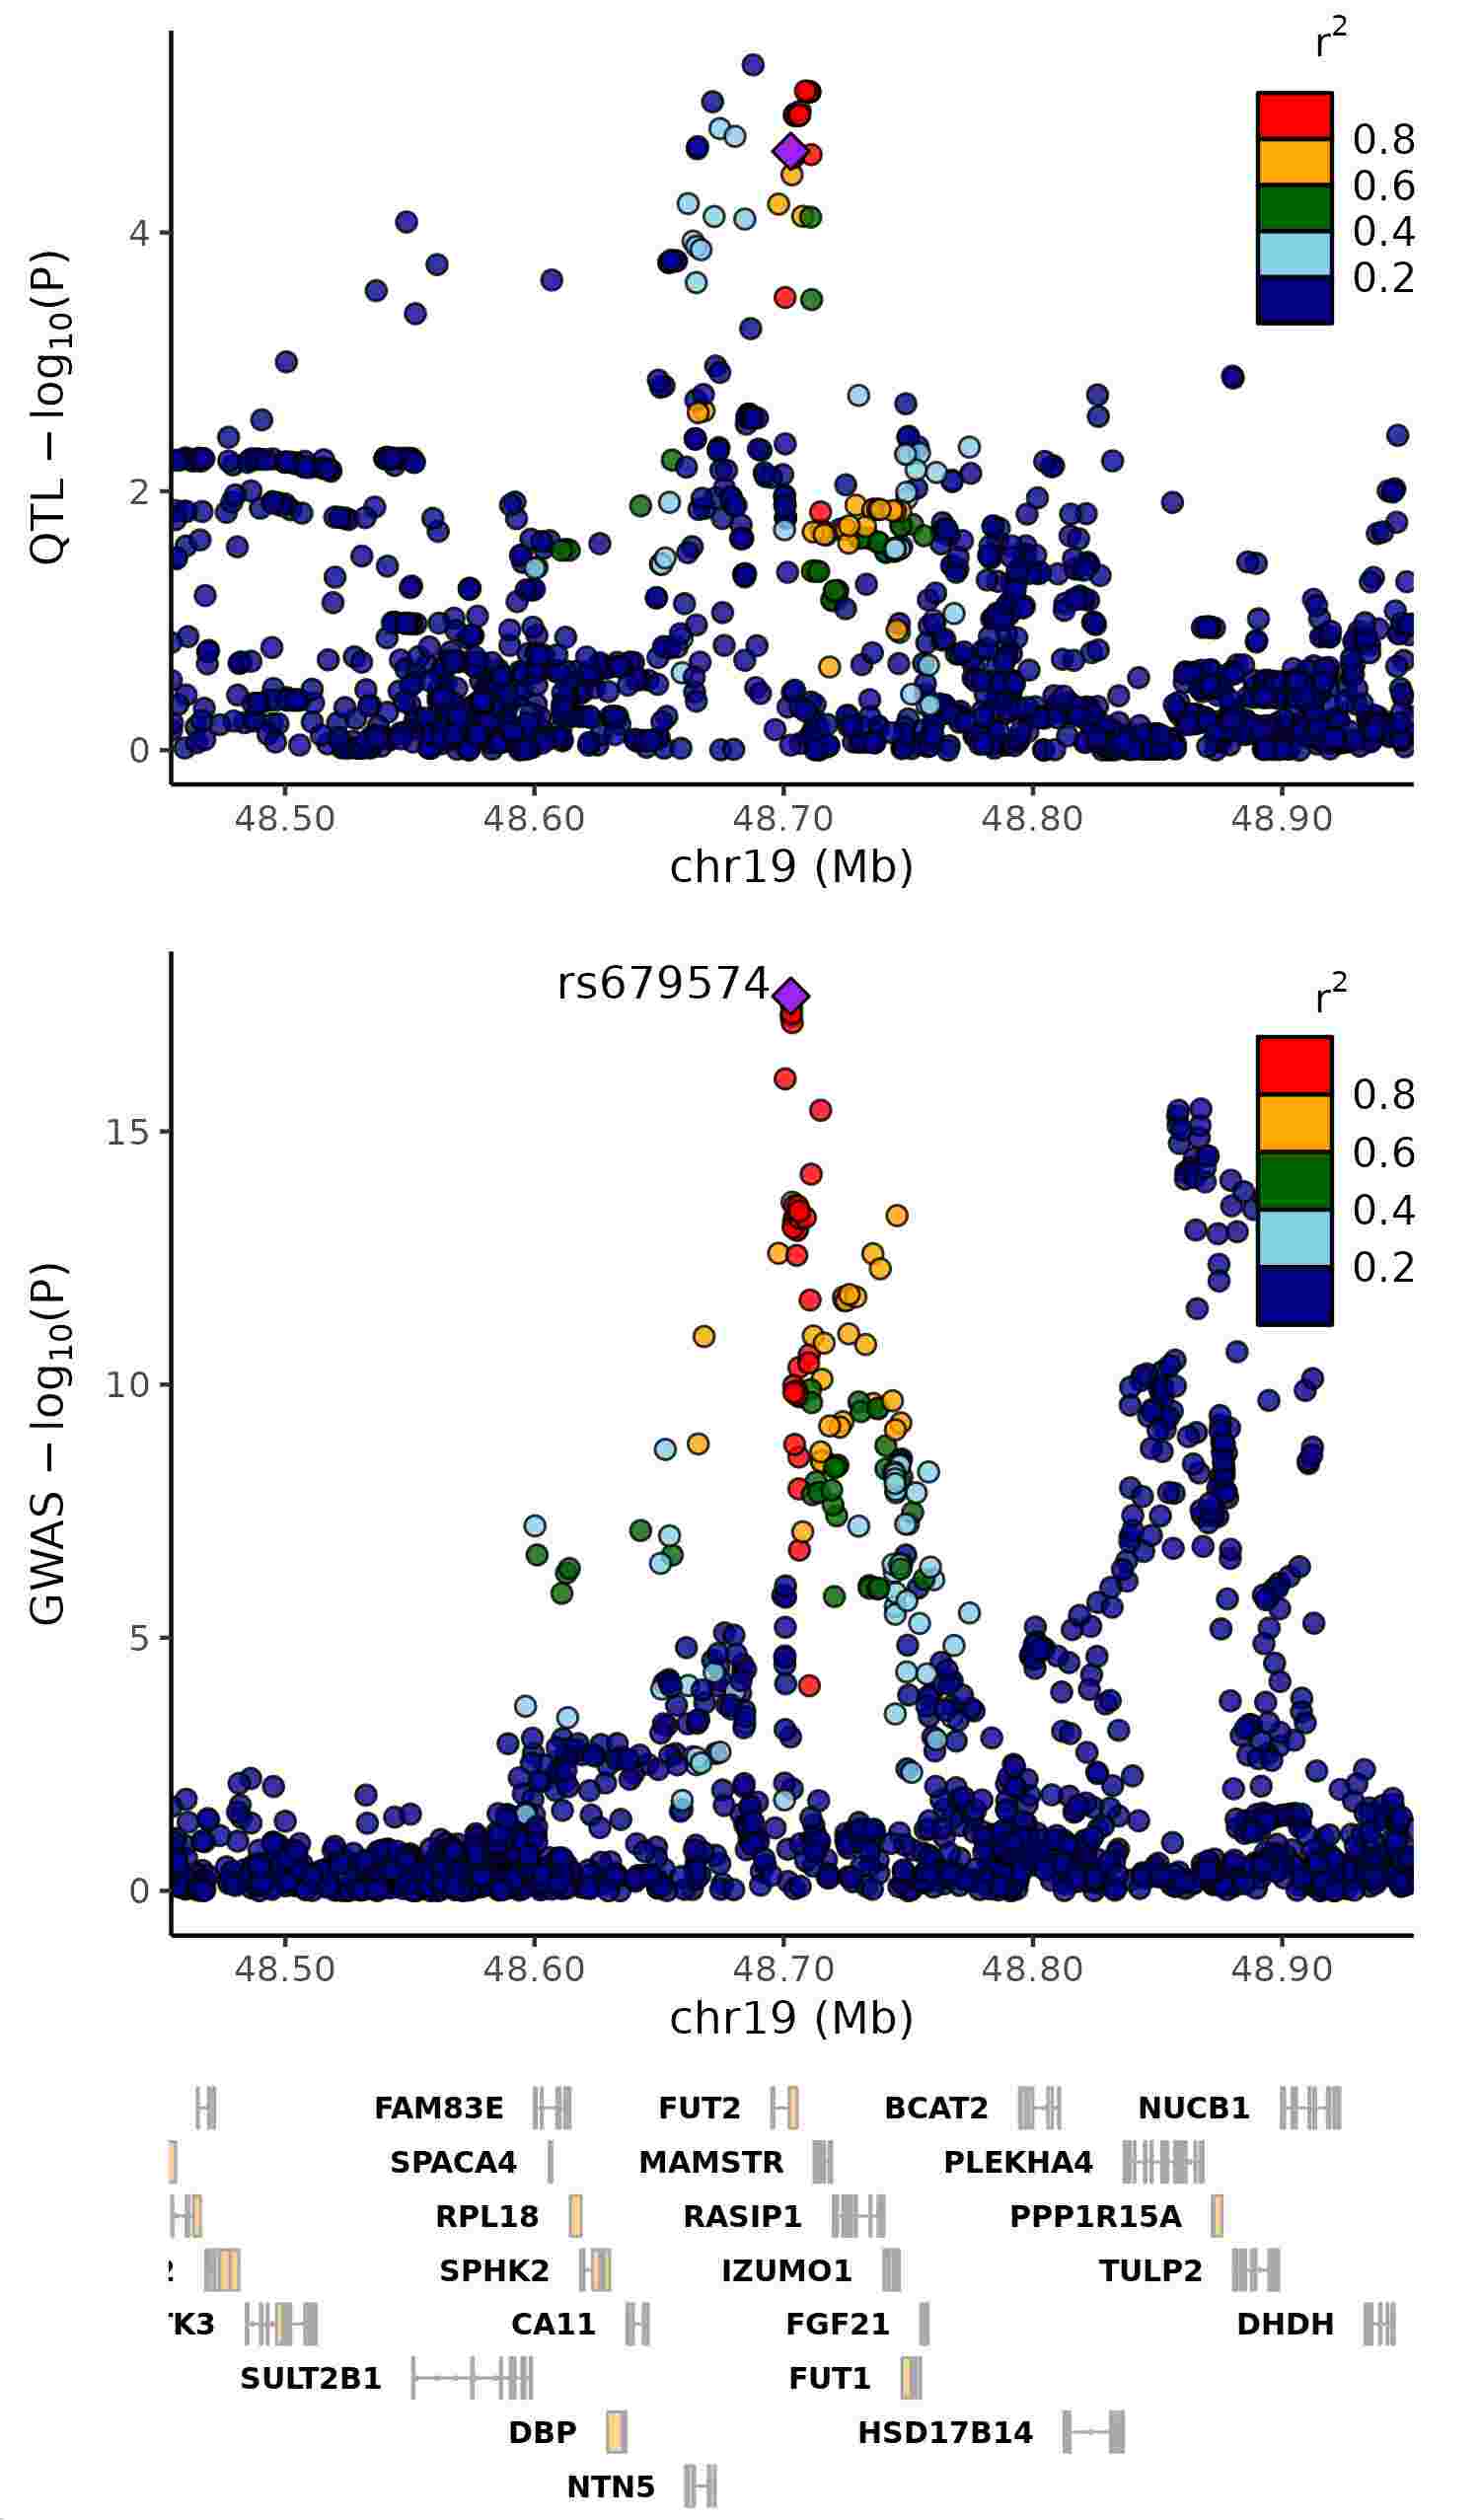 r²
0.8
0.6
0.4
0.2
QTL − log₁₀(P)
4
2
0
48.50 48.60 48.70 48.80 48.90
chr19 (Mb)
rs679574
r²
0.8
0.6
0.4
0.2
GWAS − log₁₀(P)
15
10
5
0
48.50 48.60 48.70 48.80 48.90
chr19 (Mb)
FAM83E FUT2 BCAT2 NUCB1
SPACA4 MAMSTR PLEKHA4
RPL18 RASIP1 PPP1R15A
SPHK2 IZUMO1 TULP2
K3 CA11 FGF21 DHDH
SULT2B1 FUT1
DBP HSD17B14
NTN5